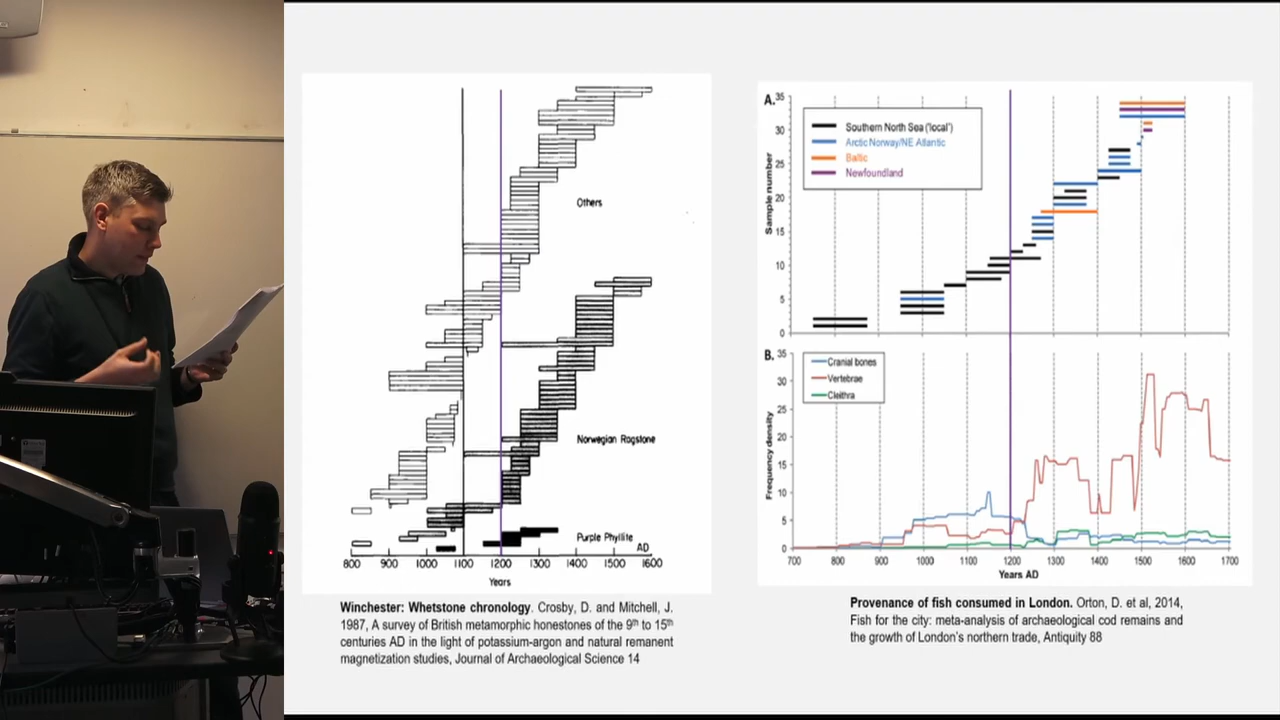 Others
Norwegian Ragstone
Purple Phyllite
AD
800 900 1000 1100 1200 1300 1400 1500 1600
Years
Winchester: Whetstone chronology. Crosby, D. and Mitchell, J.
1987, A survey of British metamorphic honestones of the 9th to 15th
centuries AD in the light of potassium-argon and natural remanent
magnetization studies, Journal of Archaeological Science 14
A.
35
30
25
20
15
10
5
0
Sample number
Southern North Sea ('local')
Arctic Norway/NE Atlantic
Baltic
Newfoundland
B.
35
30
25
20
15
10
5
0
Frequency density
Cranial bones
Vertebrae
Cleithra
700 800 900 1000 1100 1200 1300 1400 1500 1600 1700
Years AD
Provenance of fish consumed in London. Orton, D. et al, 2014,
Fish for the city: meta-analysis of archaeological cod remains and
the growth of London's northern trade, Antiquity 88